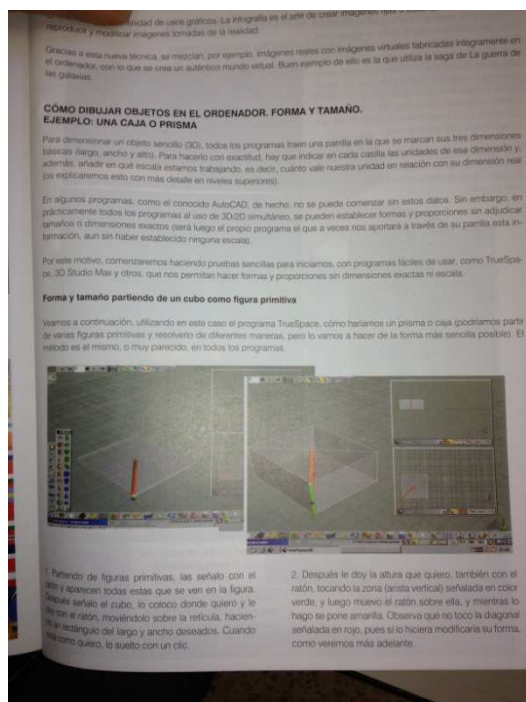 nidad de usos gráficos. La infografía es el arte de crear imágenes
reproducir y modificar imágenes tomadas de la realidad.
Gracias a esta nueva técnica, se mezclan, por ejemplo, imágenes reales con imágenes virtuales fabricadas íntegramente en
el ordenador, con lo que se crea un auténtico mundo virtual. Buen ejemplo de ello es la que utiliza la saga de La guerra de
las galaxias.
CÓMO DIBUJAR OBJETOS EN EL ORDENADOR. FORMA Y TAMAÑO.
EJEMPLO: UNA CAJA O PRISMA
Para dimensionar un objeto sencillo (3D), todos los programas traen una parrilla en la que se marcan sus tres dimensiones
básicas (largo, ancho y alto). Para hacerlo con exactitud, hay que indicar en cada casilla las unidades de esa dimensión y,
además, añadir en qué escala estamos trabajando, es decir, cuánto vale nuestra unidad en relación con su dimensión real
(os explicaremos esto con más detalle en niveles superiores).
En algunos programas, como el conocido AutoCAD, de hecho, no se puede comenzar sin estos datos. Sin embargo, en
prácticamente todos los programas al uso de 3D/2D simultáneo, se pueden establecer formas y proporciones sin adjudicar
tamaños o dimensiones exactos (será luego el propio programa el que a veces nos aportará a través de su parrilla esta in-
formación, aun sin haber establecido ninguna escala).
Por este motivo, comenzaremos haciendo pruebas sencillas para iniciarnos, con programas fáciles de usar, como TrueSpa-
ce, 3D Studio Max y otros, que nos permitan hacer formas y proporciones sin dimensiones exactas ni escala.
Forma y tamaño partiendo de un cubo como figura primitiva
Veamos a continuación, utilizando en este caso el programa TrueSpace, cómo haríamos un prisma o caja (podríamos partir
de varias figuras primitivas y resolverlo de diferentes maneras, pero lo vamos a hacer de la forma más sencilla posible). El
método es el mismo, o muy parecido, en todos los programas.
1. Partiendo de figuras primitivas, las señalo con el
ratón y aparecen todas estas que se ven en la figura.
Después señalo el cubo, lo coloco donde quiero y le
doy con el ratón, moviéndolo sobre la retícula, hacien-
do un rectángulo del largo y ancho deseados. Cuando
está como quiero, lo suelto con un clic.
2. Después le doy la altura que quiero, también con el
ratón, tocando la zona (arista vertical) señalada en color
verde, y luego muevo el ratón sobre ella, y mientras lo
hago se pone amarilla. Observa que no toco la diagonal
señalada en rojo, pues si lo hiciera modificaría su forma,
como veremos más adelante.